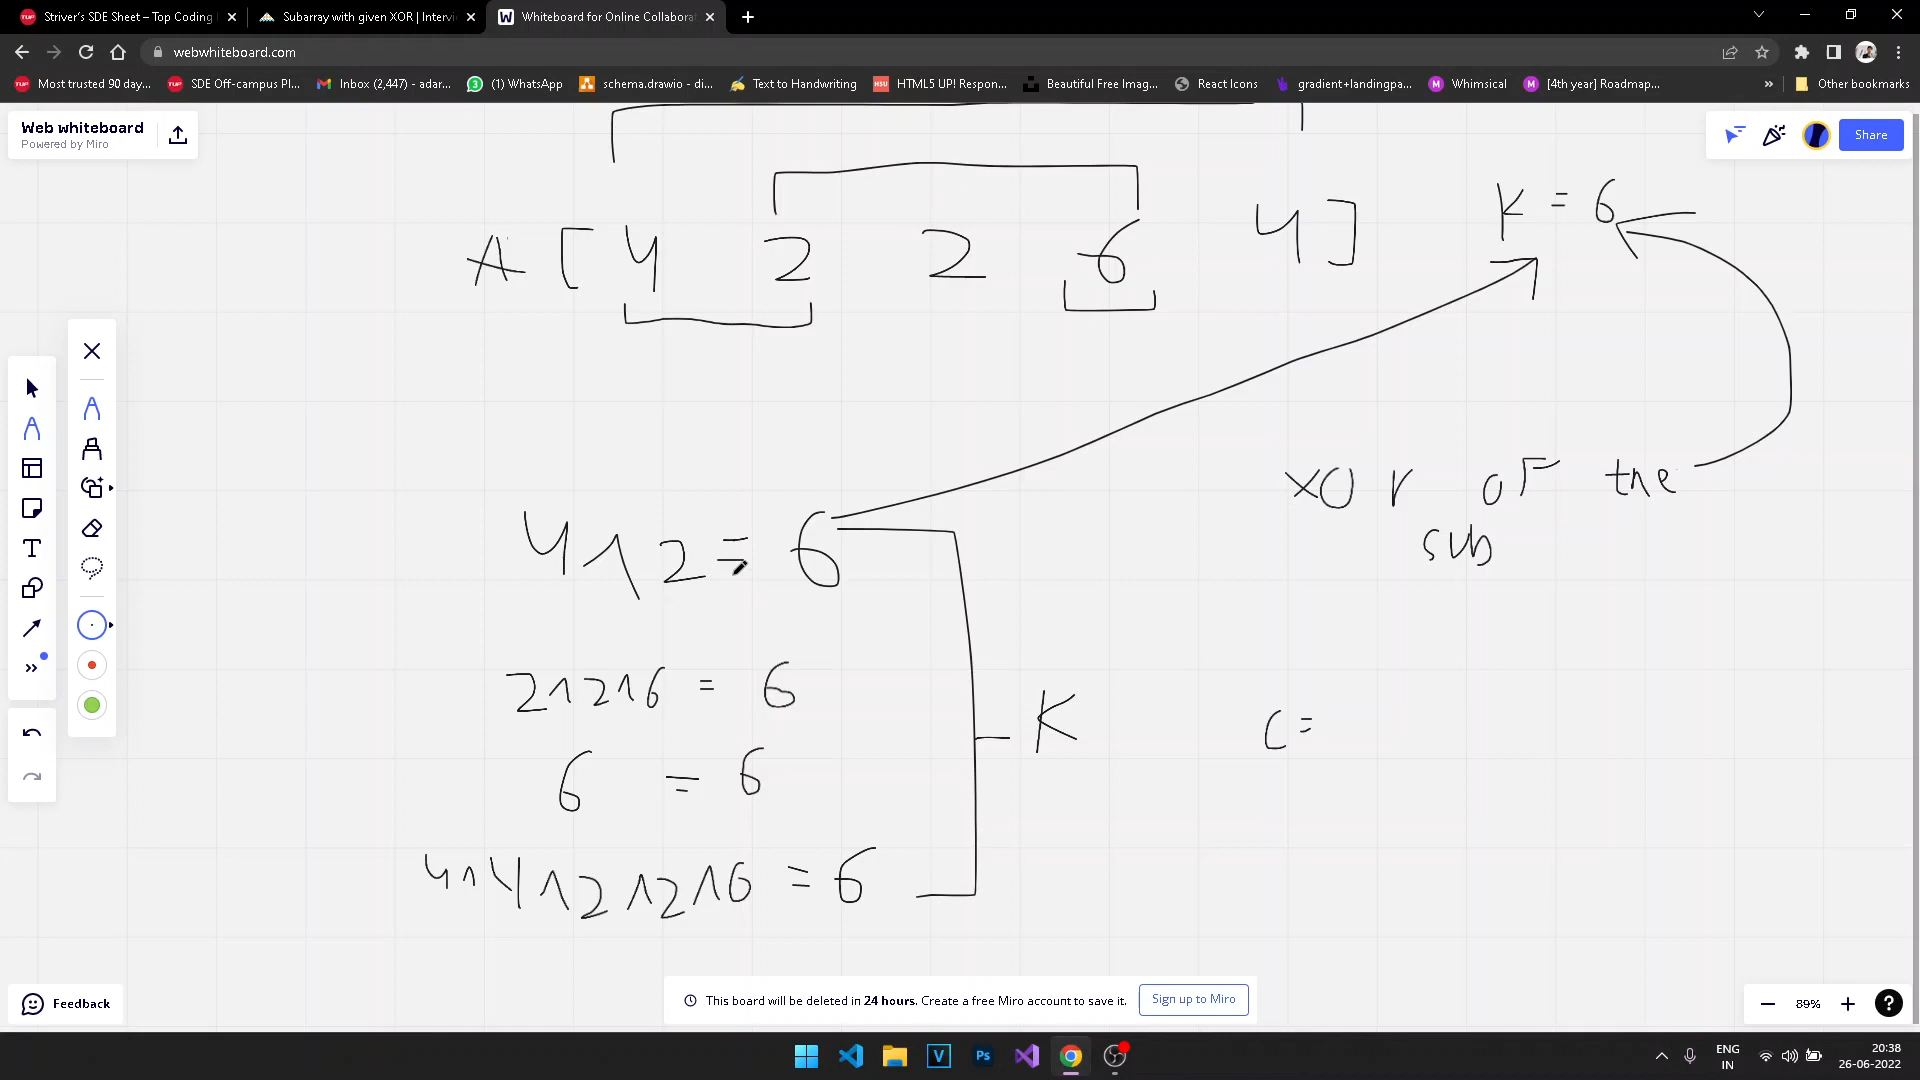 Striver's SDE Sheet – Top Coding
Subarray with given XOR | Intervi
Whiteboard for Online Collabora
webwhiteboard.com
Most trusted 90 day...
SDE Off-campus Pl...
Inbox (2,447) - adar...
(1) WhatsApp
schema.drawio - di...
Text to Handwriting
HTML5 UP! Respon...
Beautiful Free Imag...
React Icons
gradient+landingpa...
Whimsical
[4th year] Roadmap...
»
Other bookmarks
Web whiteboard
Powered by Miro
Share
A [ 4 2 2 6 4 ]
K = 6
XOr of the
sub
4 ^ 2 = 6
2 ^ 2 ^ 6 = 6
6 = 6
4 ^ 4 ^ 2 ^ 2 ^ 6 = 6
K
C =
T
Feedback
This board will be deleted in 24 hours. Create a free Miro account to save it.
Sign up to Miro
89%
ENG
IN
20:38
26-06-2022